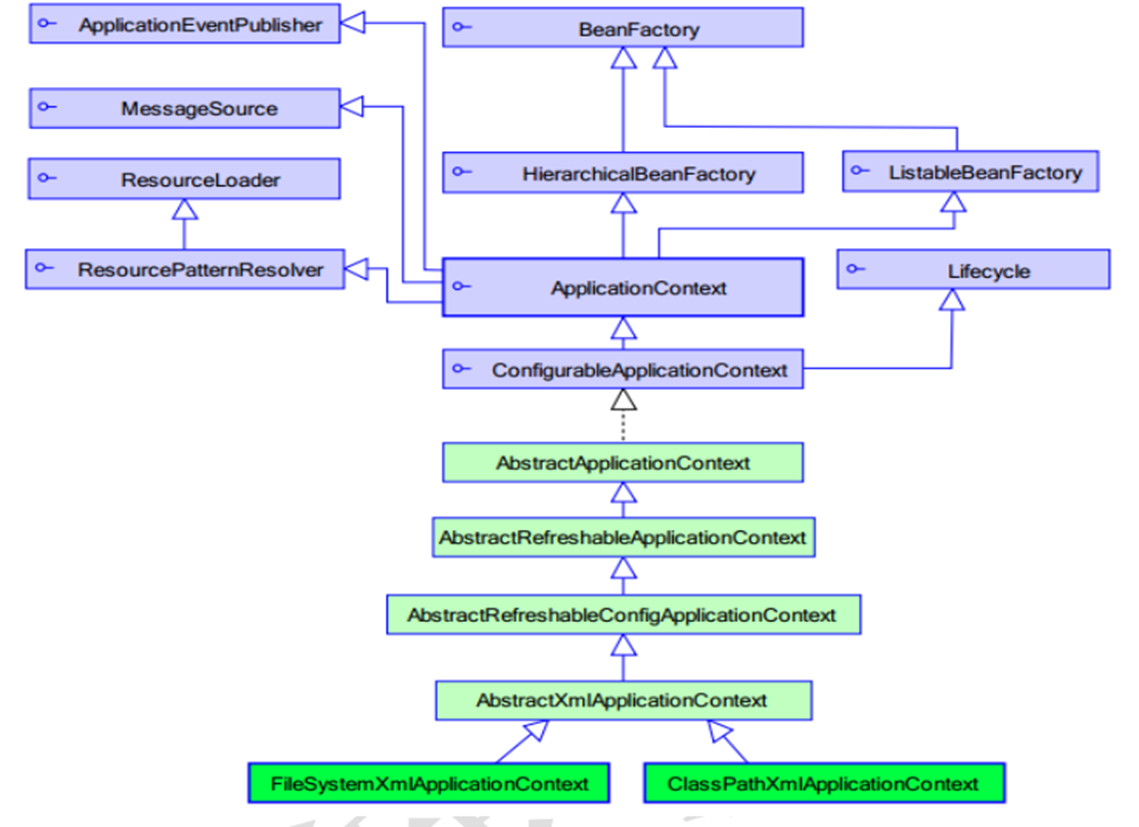 ApplicationEventPublisher
BeanFactory
MessageSource
ResourceLoader
HierarchicalBeanFactory
ListableBeanFactory
ResourcePatternResolver
ApplicationContext
Lifecycle
ConfigurableApplicationContext
AbstractApplicationContext
AbstractRefreshableApplicationContext
AbstractRefreshableConfigApplicationContext
AbstractXmlApplicationContext
FileSystemXmlApplicationContext
ClassPathXmlApplicationContext